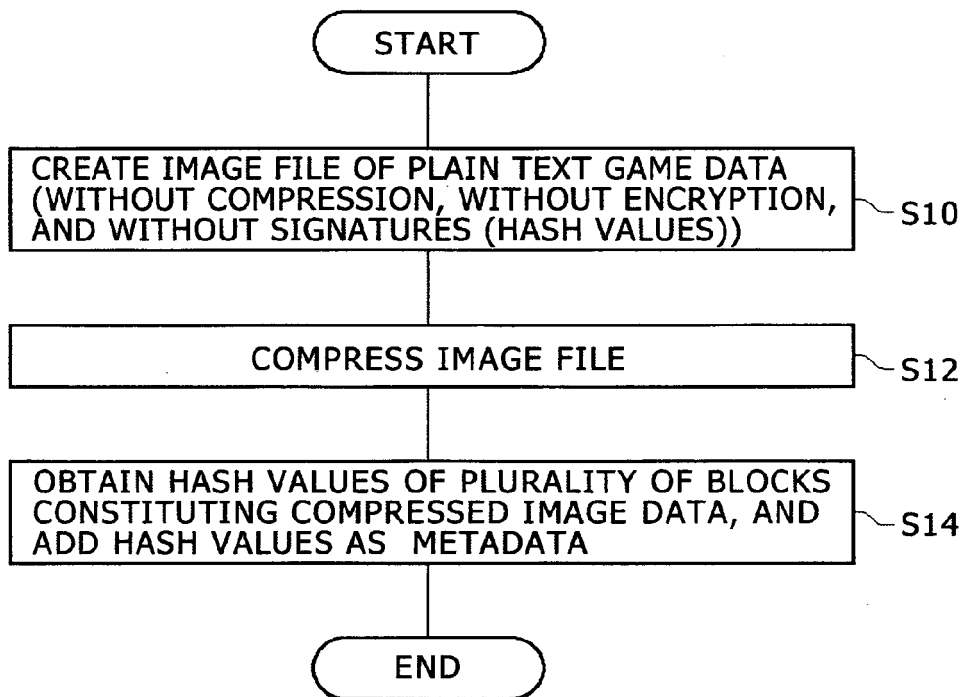 START
CREATE IMAGE FILE OF PLAIN TEXT GAME DATA
(WITHOUT COMPRESSION, WITHOUT ENCRYPTION,
AND WITHOUT SIGNATURES (HASH VALUES))
S10
COMPRESS IMAGE FILE
S12
OBTAIN HASH VALUES OF PLURALITY OF BLOCKS
CONSTITUTING COMPRESSED IMAGE DATA, AND
ADD HASH VALUES AS METADATA
S14
END